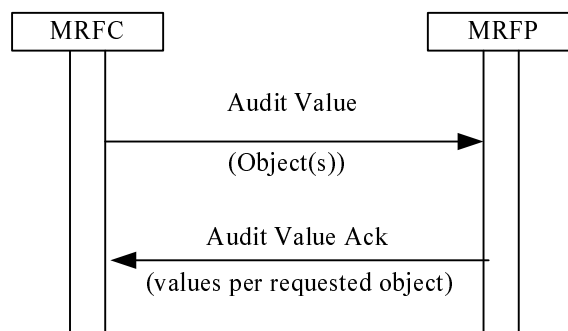 MRFC
MRFP
Audit Value
(Object(s))
Audit Value Ack
(values per requested object)